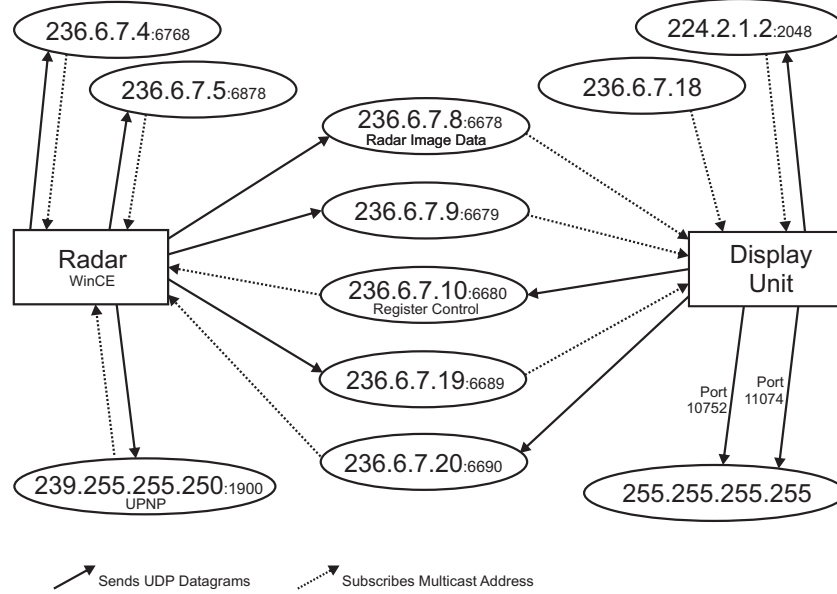 236.6.7.4:6768
224.2.1.2:2048
236.6.7.5:6878
236.6.7.18
236.6.7.8:6678
Radar Image Data
236.6.7.9:6679
Radar
WinCE
Display
Unit
236.6.7.10:6680
Register Control
236.6.7.19:6689
Port
10752
Port
11074
236.6.7.20:6690
239.255.255.250:1900
UPNP
255.255.255.255
Sends UDP Datagrams
Subscribes Multicast Address